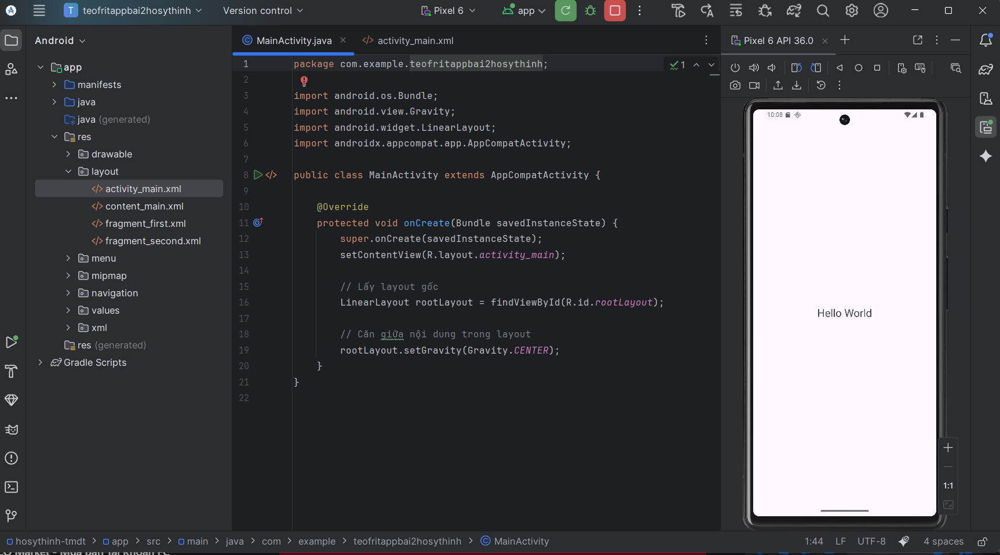 T teofritappbai2hosythinh Version control Pixel 6 app
Android
app
manifests
java
java (generated)
res
drawable
layout
activity_main.xml
content_main.xml
fragment_first.xml
fragment_second.xml
menu
mipmap
navigation
values
xml
res (generated)
Gradle Scripts
MainActivity.java activity_main.xml
1 package com.example.teofritappbai2hosythinh;
1
2
3 import android.os.Bundle;
4 import android.view.Gravity;
5 import android.widget.LinearLayout;
6 import androidx.appcompat.app.AppCompatActivity;
7
8 public class MainActivity extends AppCompatActivity {
9
10 @Override
11 protected void onCreate(Bundle savedInstanceState) {
12 super.onCreate(savedInstanceState);
13 setContentView(R.layout.activity_main);
14
15 // Lấy layout gốc
16 LinearLayout rootLayout = findViewById(R.id.rootLayout);
17
18 // Căn giữa nội dung trong layout
19 rootLayout.setGravity(Gravity.CENTER);
20 }
21 }
22
Pixel 6 API 36.0
10:08
Hello World
1:1
hosythinh-tmdt > app > src > main > java > com > example > teofritappbai2hosythinh > MainActivity
1:44 LF UTF-8 4 spaces